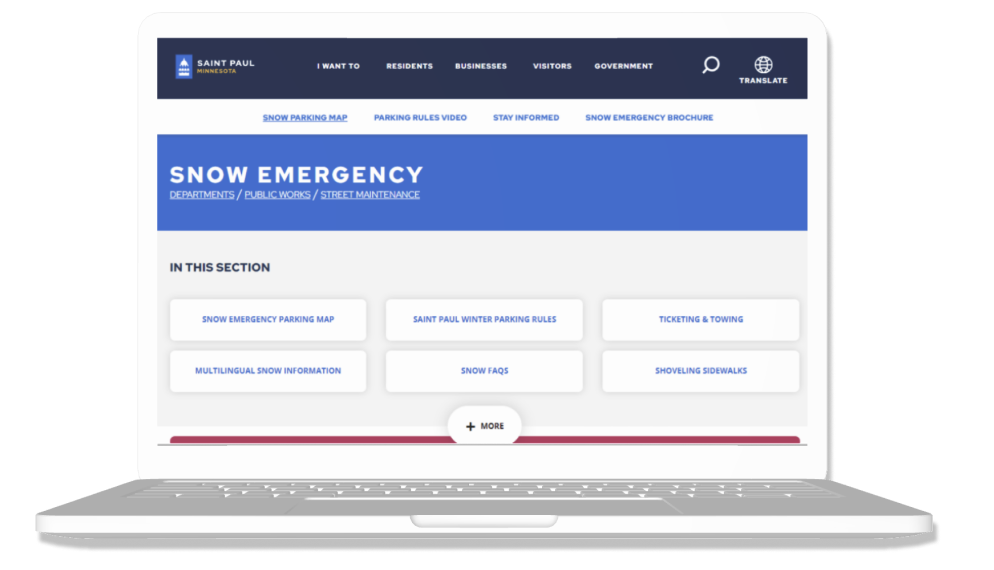 SAINT PAUL
MINNESOTA
I WANT TO
RESIDENTS
BUSINESSES
VISITORS
GOVERNMENT
TRANSLATE
SNOW PARKING MAP
PARKING RULES VIDEO
STAY INFORMED
SNOW EMERGENCY BROCHURE
SNOW EMERGENCY
DEPARTMENTS / PUBLIC WORKS / STREET MAINTENANCE
IN THIS SECTION
SNOW EMERGENCY PARKING MAP
SAINT PAUL WINTER PARKING RULES
TICKETING & TOWING
MULTILINGUAL SNOW INFORMATION
SNOW FAQS
SHOVELING SIDEWALKS
+ MORE